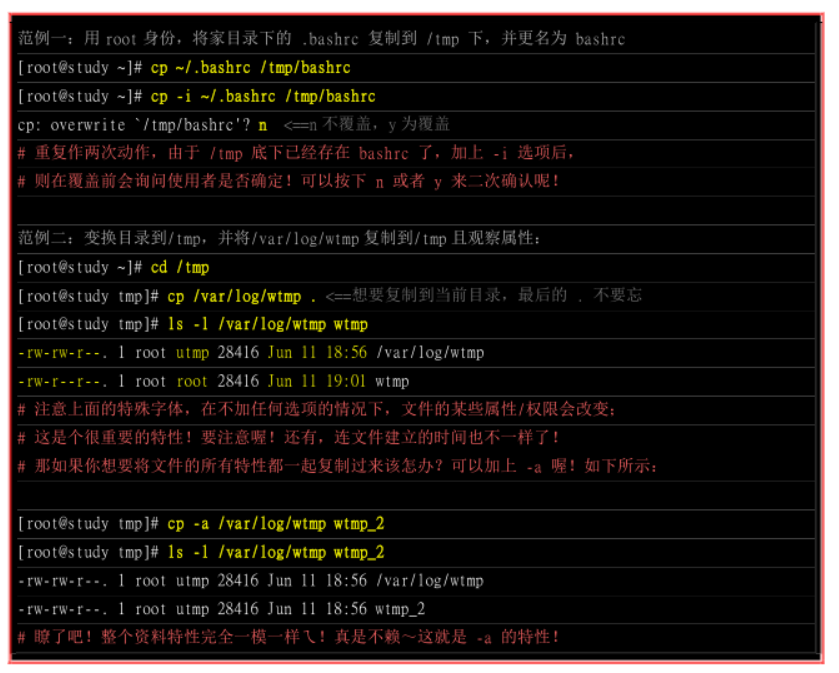 范例一：用 root 身份，将家目录下的 .bashrc 复制到 /tmp 下，并更名为 bashrc
[root@study ~]# cp ~/.bashrc /tmp/bashrc
[root@study ~]# cp -i ~/.bashrc /tmp/bashrc
cp: overwrite `/tmp/bashrc'? n <==n 不覆盖，y 为覆盖
# 重复作两次动作，由于 /tmp 底下已经存在 bashrc 了，加上 -i 选项后，
# 则在覆盖前会询问使用者是否确定！可以按下 n 或者 y 来二次确认呢！
范例二：变换目录到/tmp，并将/var/log/wtmp 复制到/tmp 且观察属性：
[root@study ~]# cd /tmp
[root@study tmp]# cp /var/log/wtmp . <==想要复制到当前目录，最后的 . 不要忘
[root@study tmp]# ls -l /var/log/wtmp wtmp
-rw-rw-r--. 1 root utmp 28416 Jun 11 18:56 /var/log/wtmp
-rw-r--r--. 1 root root 28416 Jun 11 19:01 wtmp
# 注意上面的特殊字体，在不加任何选项的情况下，文件的某些属性/权限会改变；
# 这是个很重要的特性！要注意喔！还有，连文件建立的时间也不一样了！
# 那如果你想要将文件的所有特性都一起复制过来该怎办？可以加上 -a 喔！如下所示：
[root@study tmp]# cp -a /var/log/wtmp wtmp_2
[root@study tmp]# ls -l /var/log/wtmp wtmp_2
-rw-rw-r--. 1 root utmp 28416 Jun 11 18:56 /var/log/wtmp
-rw-rw-r--. 1 root utmp 28416 Jun 11 18:56 wtmp_2
# 瞭了吧！整个资料特性完全一模一样ㄟ！真是不赖～这就是 -a 的特性！